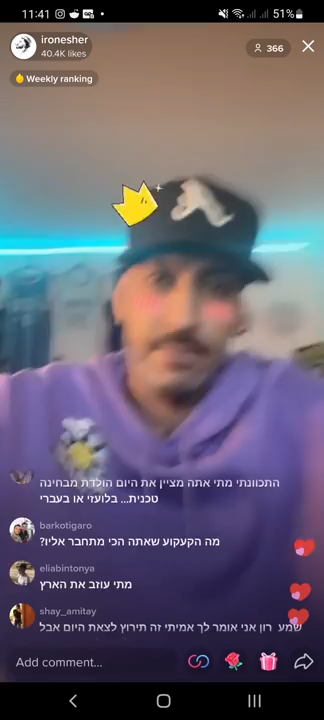 11:41
51%
ironesher
40.4K likes
366
Weekly ranking
התכוונתי מתי אתה מציין את היום הולדת מבחינה
טכנית... בלועזי או בעברי
barkotigaro
מה הקעקוע שאתה הכי מתחבר אליו?
eliabintonya
מתי עוזב את הארץ
shay_amitay
שמע רון אני אומר לך אמיתי זה תירוץ לצאת היום אבל
Add comment...